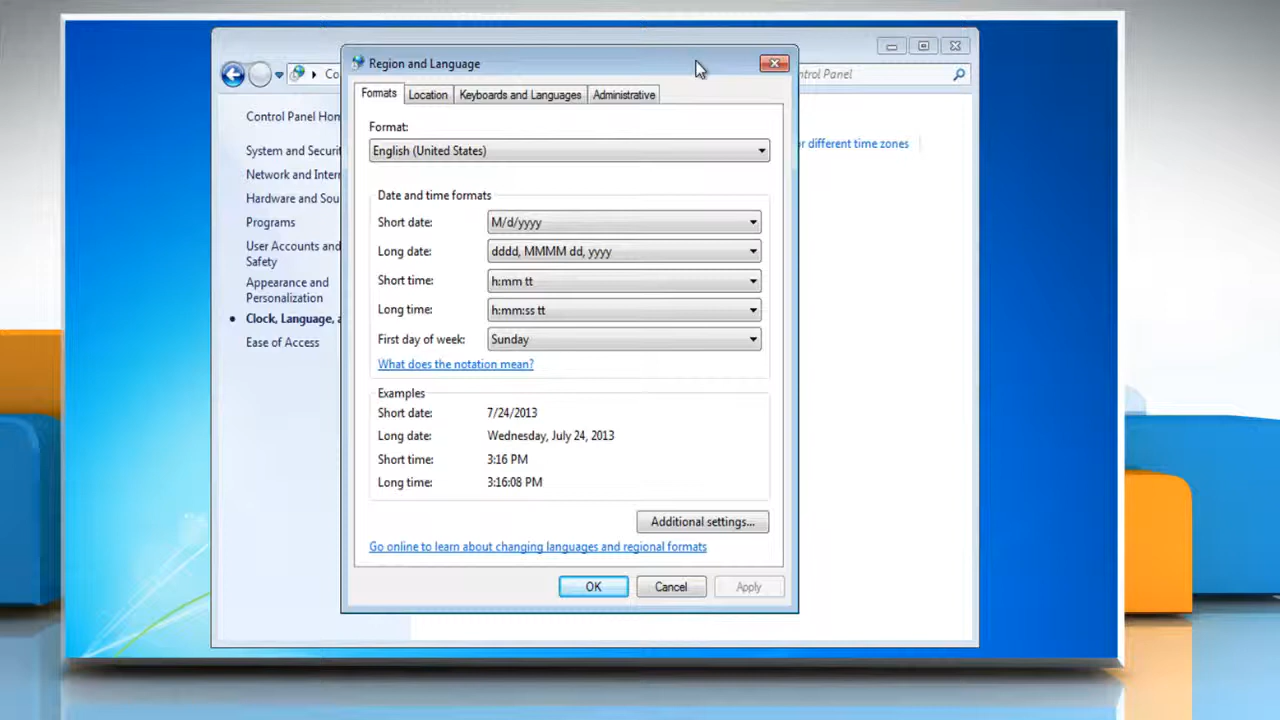 Region and Language
Formats
Location
Keyboards and Languages
Administrative
Format:
English (United States)
Date and time formats
Short date:
M/d/yyyy
Long date:
dddd, MMMM dd, yyyy
Short time:
h:mm tt
Long time:
h:mm:ss tt
First day of week:
Sunday
What does the notation mean?
Examples
Short date:
7/24/2013
Long date:
Wednesday, July 24, 2013
Short time:
3:16 PM
Long time:
3:16:08 PM
Additional settings...
Go online to learn about changing languages and regional formats
OK
Cancel
Apply
Co
ntrol Panel
Control Panel Hom
System and Securit
Network and Intern
Hardware and Sou
Programs
User Accounts and
Safety
Appearance and
Personalization
Clock, Language, a
Ease of Access
or different time zones